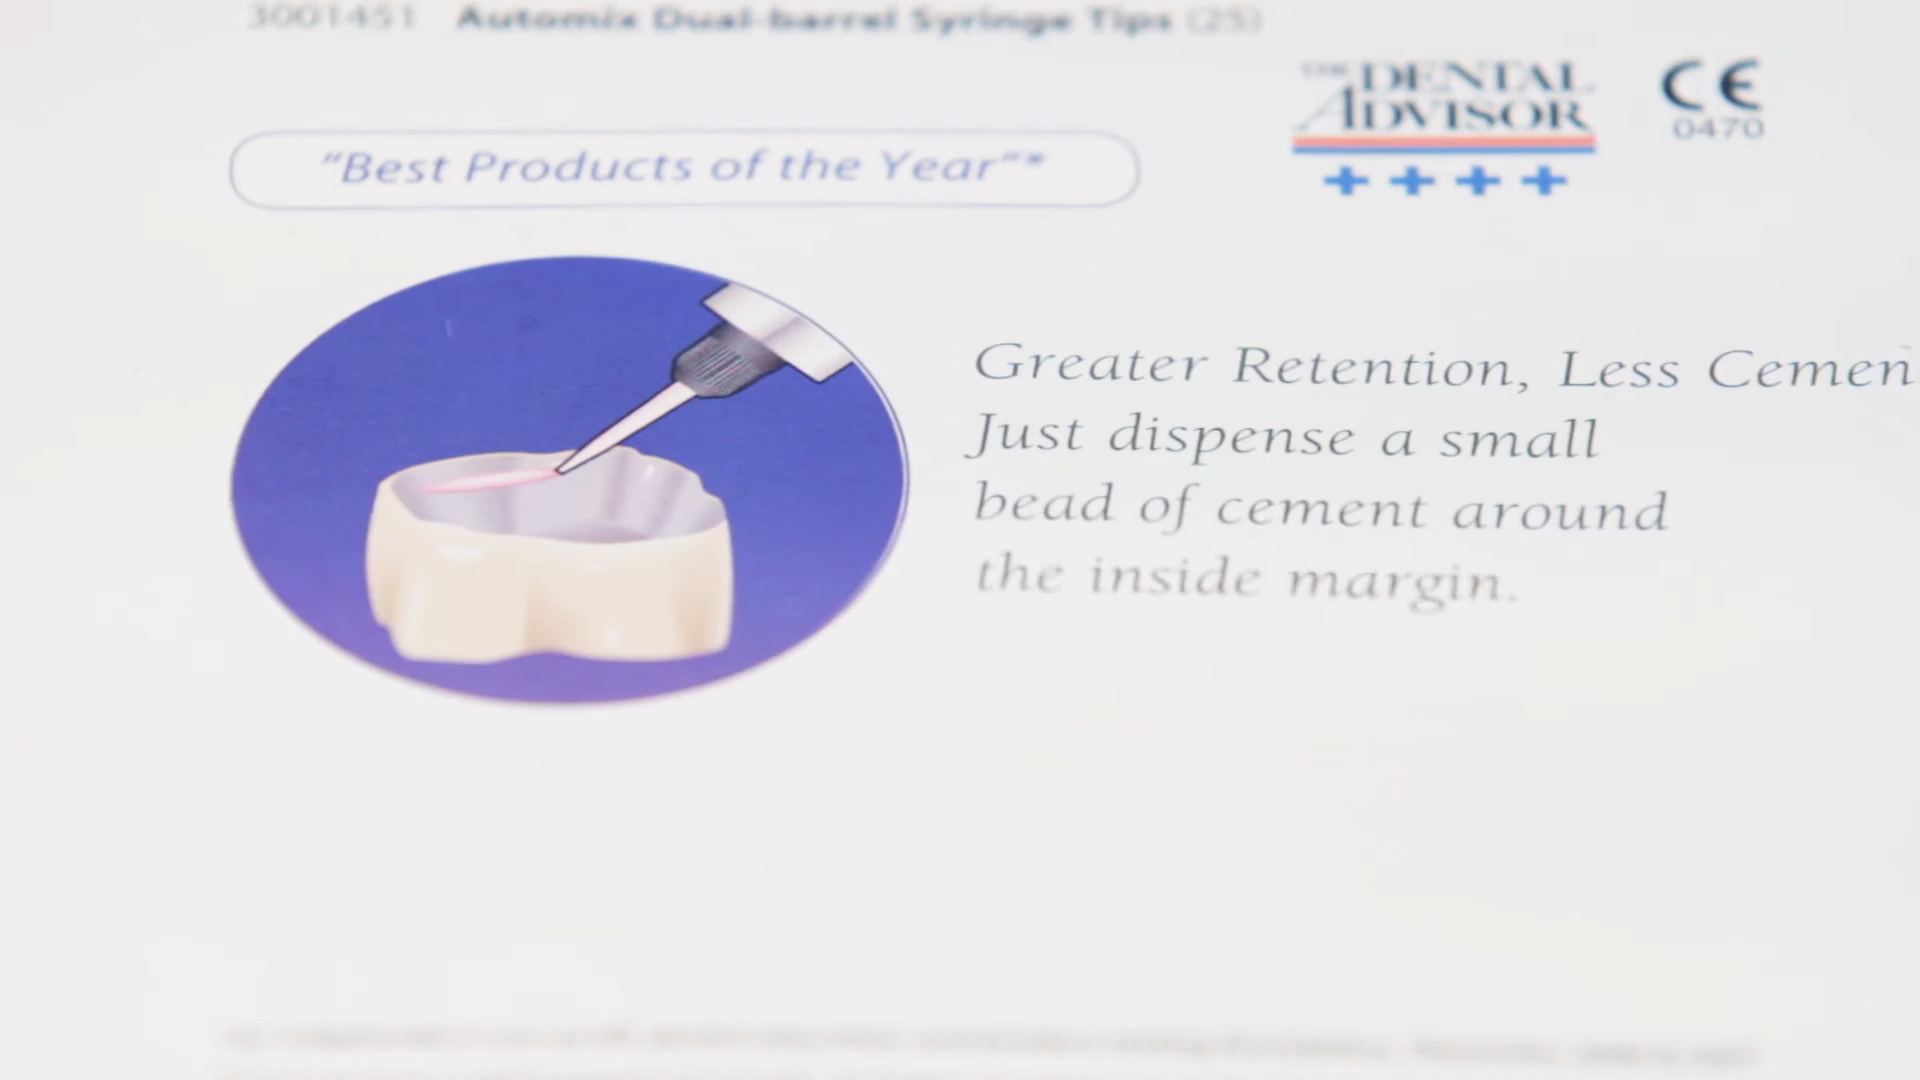 3001451 Automix Dual-barrel Syringe Tips (25)
THE DENTAL
ADVISOR
++++
CE
0470
"Best Products of the Year"*
Greater Retention, Less Cemen
Just dispense a small
bead of cement around
the inside margin.